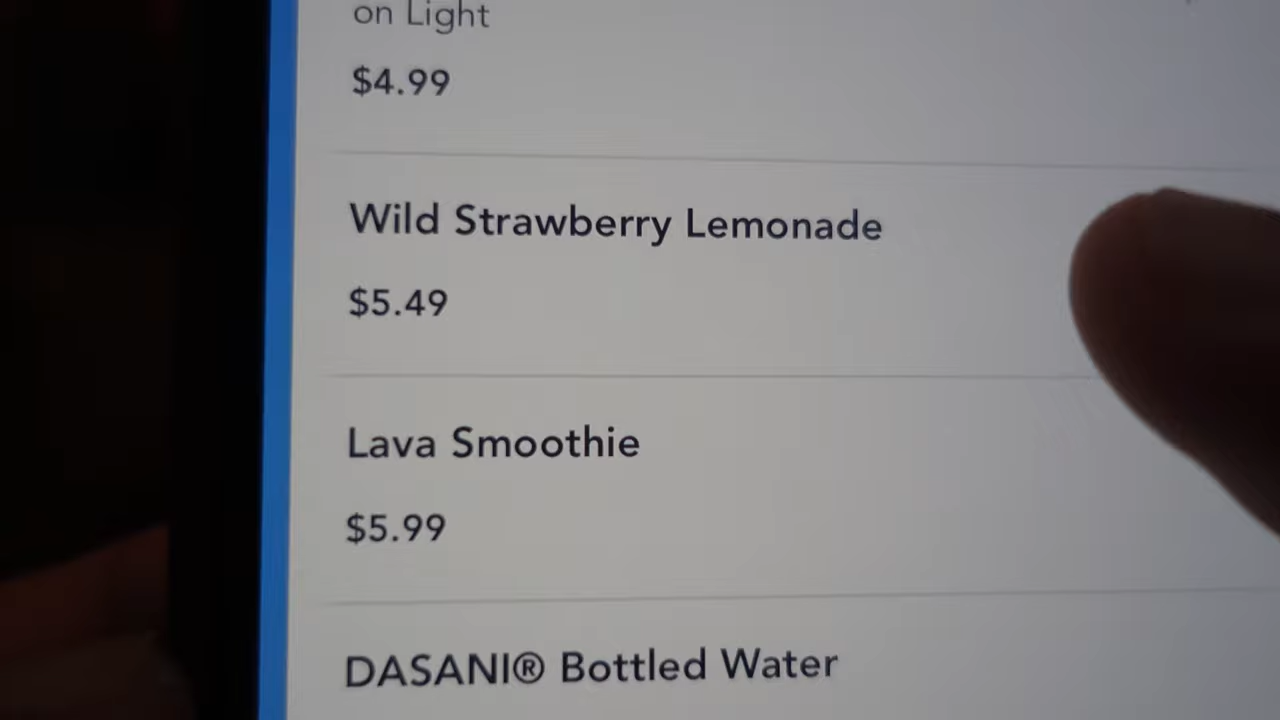 on Light
$4.99
Wild Strawberry Lemonade
$5.49
Lava Smoothie
$5.99
DASANI® Bottled Water